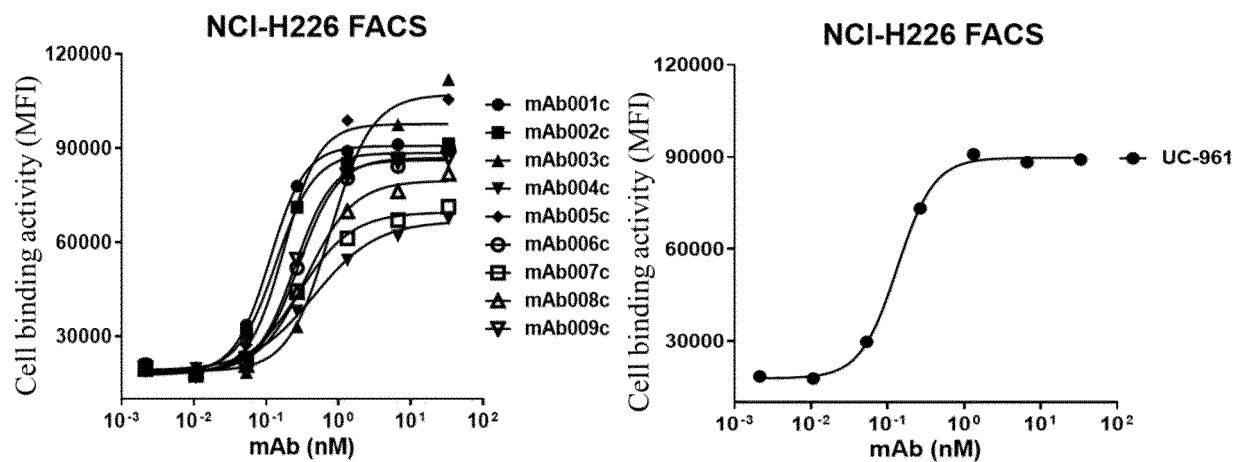 NCI-H226 FACS
Cell binding activity (MFI)
120000
90000
60000
30000
10-3
10-2
10-1
100
101
102
mAb (nM)
mAb001c
mAb002c
mAb003c
mAb004c
mAb005c
mAb006c
mAb007c
mAb008c
mAb009c
NCI-H226 FACS
Cell binding activity (MFI)
120000
90000
60000
30000
10-3
10-2
10-1
100
101
102
mAb (nM)
UC-961